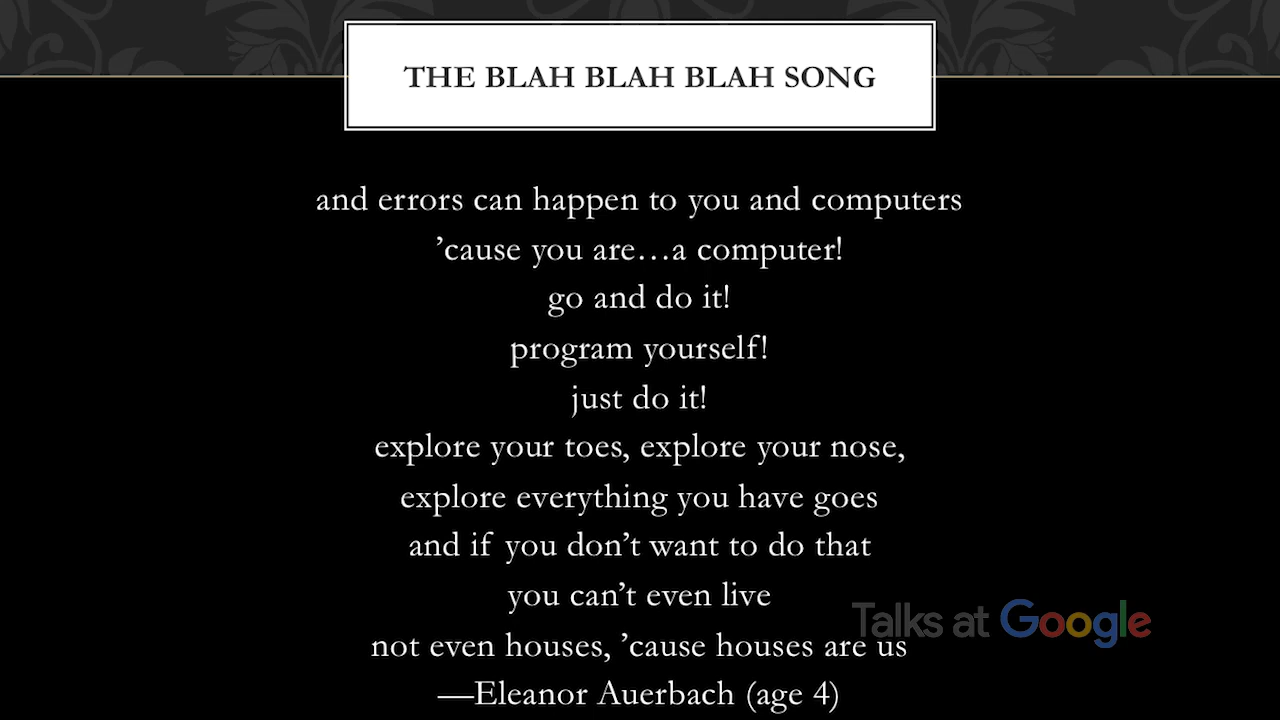 THE BLAH BLAH BLAH SONG
and errors can happen to you and computers
’cause you are…a computer!
go and do it!
program yourself!
just do it!
explore your toes, explore your nose,
explore everything you have goes
and if you don’t want to do that
you can’t even live
Talks at Google
not even houses, ’cause houses are us
—Eleanor Auerbach (age 4)